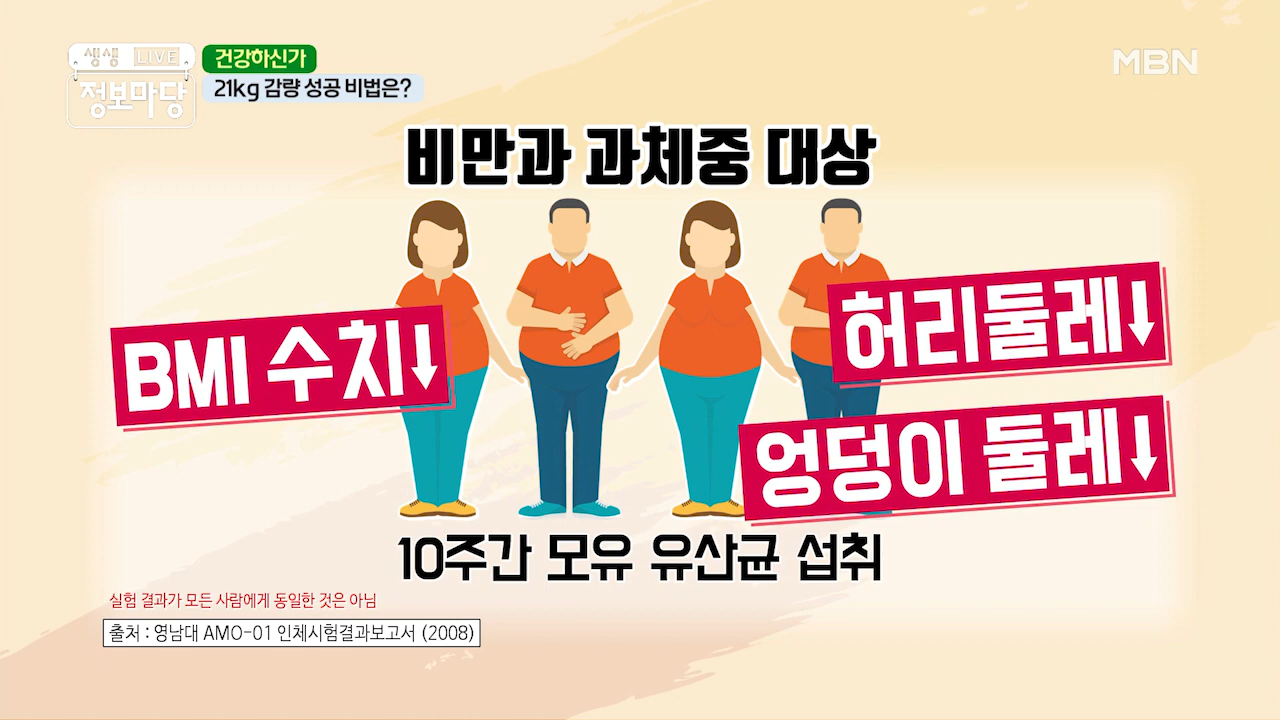 생생 LIVE
정보마당
건강하신가
21kg 감량 성공 비법은?
MBN
비만과 과체중 대상
BMI 수치↓
허리둘레↓
엉덩이 둘레↓
10주간 모유 유산균 섭취
실험 결과가 모든 사람에게 동일한 것은 아님
출처 : 영남대 AMO-01 인체시험결과보고서 (2008)